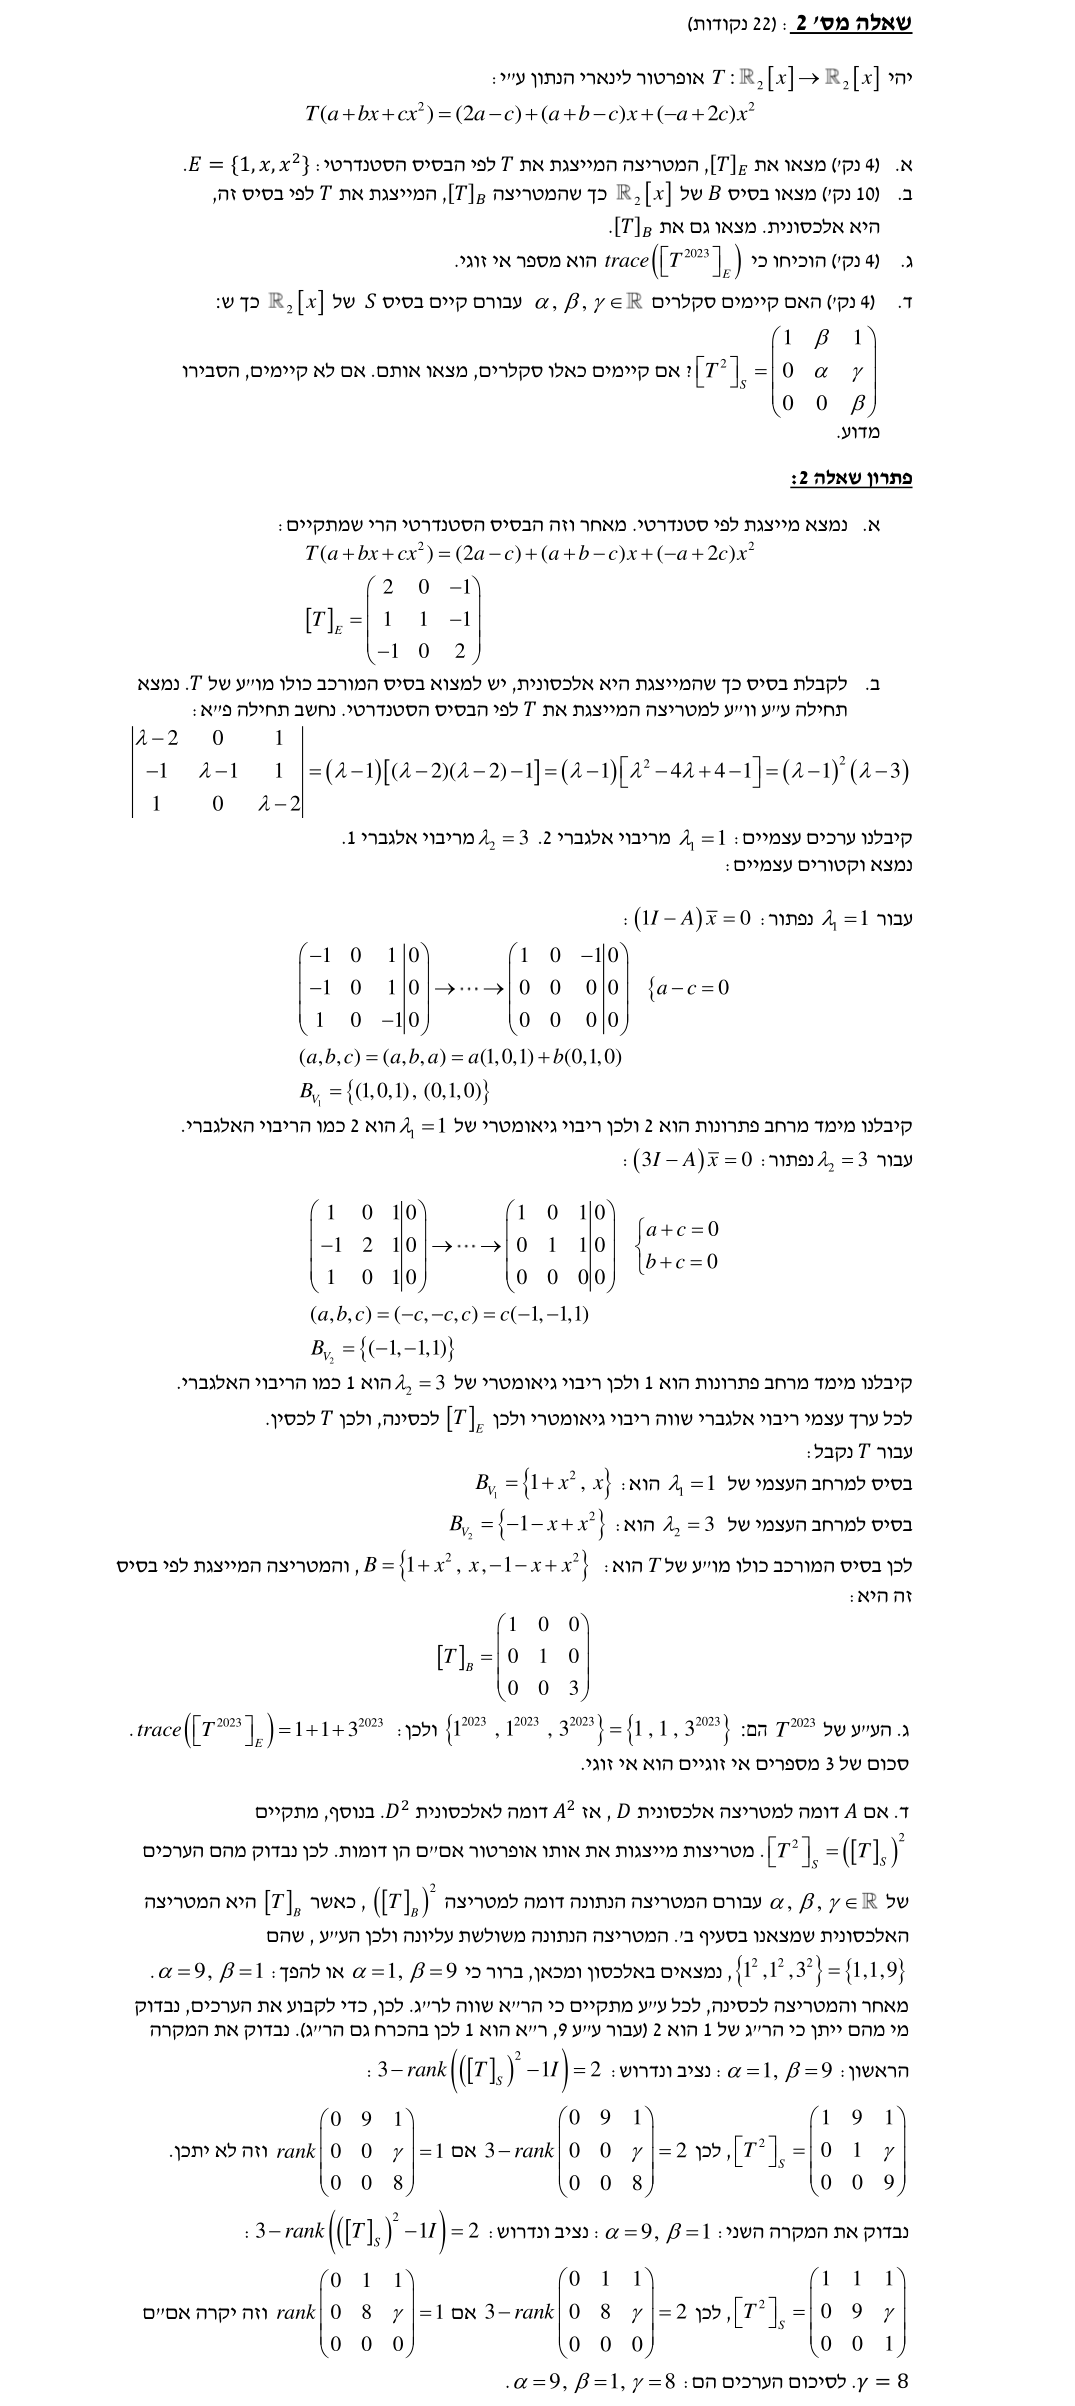 שאלה מס׳ 2 : (22 נקודות)
יהי T : ℝ₂[x] → ℝ₂[x] אופרטור לינארי הנתון ע״י:
T(a+bx+cx²) = (2a−c)+(a+b−c)x+(−a+2c)x²
א. (4 נק׳) מצאו את [T]_E, המטריצה המייצגת את T לפי הבסיס הסטנדרטי: E = {1, x, x²}.
ב. (10 נק׳) מצאו בסיס B של ℝ₂[x] כך שהמטריצה [T]_B, המייצגת את T לפי בסיס זה,
היא אלכסונית. מצאו גם את [T]_B.
ג. (4 נק׳) הוכיחו כי trace([T²⁰²³]_E) הוא מספר אי זוגי.
ד. (4 נק׳) האם קיימים סקלרים α, β, γ ∈ ℝ עבורם קיים בסיס S של ℝ₂[x] כך ש:
[T²]_S = (1 β 1 ; 0 α γ ; 0 0 β) ? אם קיימים כאלו סקלרים, מצאו אותם. אם לא קיימים, הסבירו
מדוע.
פתרון שאלה 2:
א. נמצא מייצגת לפי סטנדרטי. מאחר וזה הבסיס הסטנדרטי הרי שמתקיים:
T(a+bx+cx²) = (2a−c)+(a+b−c)x+(−a+2c)x²
[T]_E = (2 0 −1 ; 1 1 −1 ; −1 0 2)
ב. לקבלת בסיס כך שהמייצגת היא אלכסונית, יש למצוא בסיס המורכב כולו מו״ע של T. נמצא
תחילה ע״ע וו״ע למטריצה המייצגת את T לפי הבסיס הסטנדרטי. נחשב תחילה פ״א:
|λ−2 0 1 ; −1 λ−1 1 ; 1 0 λ−2| = (λ−1)[(λ−2)(λ−2)−1] = (λ−1)[λ²−4λ+4−1] = (λ−1)²(λ−3)
קיבלנו ערכים עצמיים: λ₁ = 1 מריבוי אלגברי 2. λ₂ = 3 מריבוי אלגברי 1.
נמצא וקטורים עצמיים:
עבור λ₁ = 1 נפתור: (1I − A)x̄ = 0 :
(−1 0 1|0 ; −1 0 1|0 ; 1 0 −1|0) → ⋯ → (1 0 −1|0 ; 0 0 0|0 ; 0 0 0|0) {a−c = 0
(a,b,c) = (a,b,a) = a(1,0,1)+b(0,1,0)
B_V₁ = {(1,0,1), (0,1,0)}
קיבלנו מימד מרחב פתרונות הוא 2 ולכן ריבוי גיאומטרי של λ₁ = 1 הוא 2 כמו הריבוי האלגברי.
עבור λ₂ = 3 נפתור: (3I − A)x̄ = 0 :
(1 0 1|0 ; −1 2 1|0 ; 1 0 1|0) → ⋯ → (1 0 1|0 ; 0 1 1|0 ; 0 0 0|0) {a+c = 0 ; b+c = 0
(a,b,c) = (−c,−c,c) = c(−1,−1,1)
B_V₂ = {(−1,−1,1)}
קיבלנו מימד מרחב פתרונות הוא 1 ולכן ריבוי גיאומטרי של λ₂ = 3 הוא 1 כמו הריבוי האלגברי.
לכל ערך עצמי ריבוי אלגברי שווה ריבוי גיאומטרי ולכן [T]_E לכסינה, ולכן T לכסין.
עבור T נקבל:
בסיס למרחב העצמי של λ₁ = 1 הוא: B_V₁ = {1+x², x}
בסיס למרחב העצמי של λ₂ = 3 הוא: B_V₂ = {−1−x+x²}
לכן בסיס המורכב כולו מו״ע של T הוא: B = {1+x², x, −1−x+x²} , והמטריצה המייצגת לפי בסיס
זה היא:
[T]_B = (1 0 0 ; 0 1 0 ; 0 0 3)
ג. הע״ע של T²⁰²³ הם: {1²⁰²³, 1²⁰²³, 3²⁰²³} = {1, 1, 3²⁰²³} ולכן: trace([T²⁰²³]_E) = 1+1+3²⁰²³.
סכום של 3 מספרים אי זוגיים הוא אי זוגי.
ד. אם A דומה למטריצה אלכסונית D , אז A² דומה לאלכסונית D². בנוסף, מתקיים
[T²]_S = ([T]_S)². מטריצות מייצגות את אותו אופרטור אם״ם הן דומות. לכן נבדוק מהם הערכים
של α, β, γ ∈ ℝ עבורם המטריצה הנתונה דומה למטריצה ([T]_B)² , כאשר [T]_B היא המטריצה
האלכסונית שמצאנו בסעיף ב׳. המטריצה הנתונה משולשת עליונה ולכן הע״ע , שהם
{1², 1², 3²} = {1,1,9} , נמצאים באלכסון ומכאן, ברור כי α = 1, β = 9 או להפך: α = 9, β = 1.
מאחר והמטריצה לכסינה, לכל ע״ע מתקיים כי הר״א שווה לר״ג. לכן, כדי לקבוע את הערכים, נבדוק
מי מהם ייתן כי הר״ג של 1 הוא 2 (עבור ע״ע 9, ר״א הוא 1 לכן בהכרח גם הר״ג). נבדוק את המקרה
הראשון: α = 1, β = 9 : נציב ונדרוש: 3 − rank(([T]_S)² − 1I) = 2 :
[T²]_S = (1 9 1 ; 0 1 γ ; 0 0 9) , לכן 3 − rank(0 9 1 ; 0 0 γ ; 0 0 8) = 2 אם rank(0 9 1 ; 0 0 γ ; 0 0 8) = 1 וזה לא יתכן.
נבדוק את המקרה השני: α = 9, β = 1 : נציב ונדרוש: 3 − rank(([T]_S)² − 1I) = 2 :
[T²]_S = (1 1 1 ; 0 9 γ ; 0 0 1) , לכן 3 − rank(0 1 1 ; 0 8 γ ; 0 0 0) = 2 אם rank(0 1 1 ; 0 8 γ ; 0 0 0) = 1 וזה יקרה אם״ם
γ = 8. לסיכום הערכים הם: α = 9, β = 1, γ = 8 .